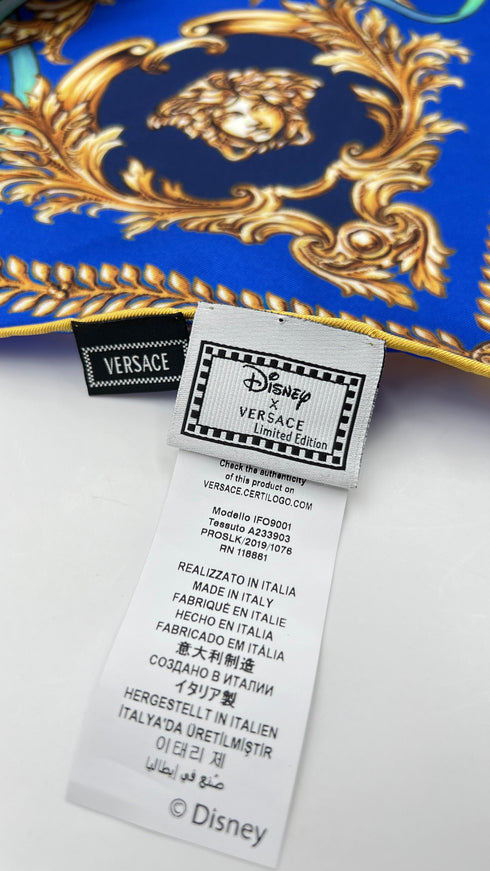 VERSACE
Disney
X
VERSACE
Limited Edition
Check the authenticity
of this product on
VERSACE.CERTILOGO.COM
Modello IFO9001
Tessuto A233903
PROSLK/2019/1076
RN 118861
REALIZZATO IN ITALIA
MADE IN ITALY
FABRIQUÉ EN ITALIE
HECHO EN ITALIA
FABRICADO EM ITÁLIA
意大利制造
СОЗДАНО В ИТАЛИИ
イタリア製
HERGESTELLT IN ITALIEN
İTALYA'DA ÜRETİLMİŞTİR
이태리 제
صُنع في إيطاليا
© Disney